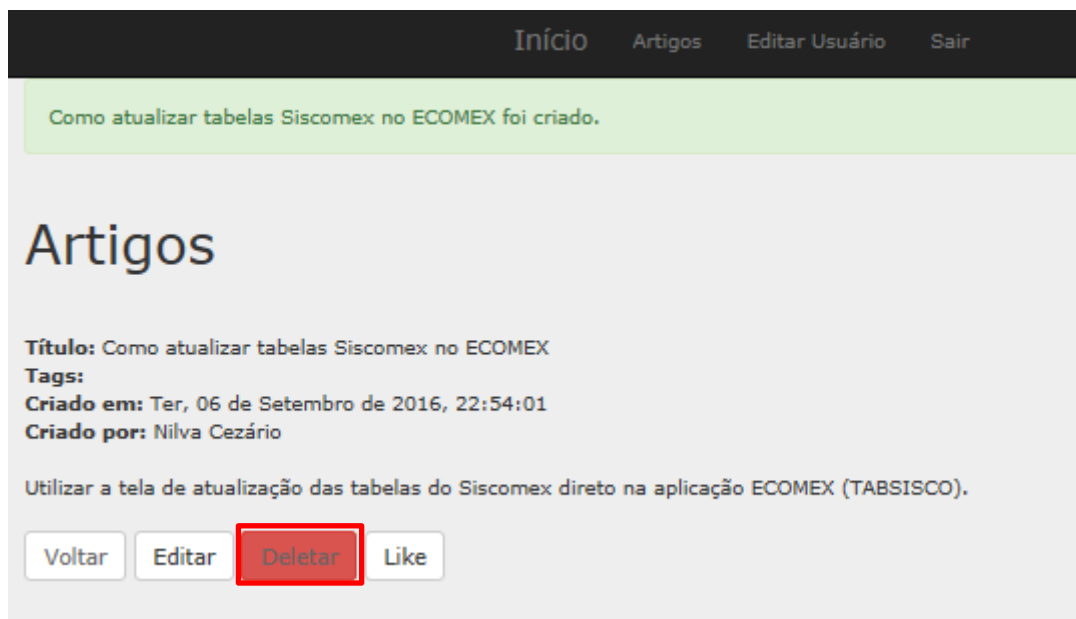 Início Artigos Editar Usuário Sair
Como atualizar tabelas Siscomex no ECOMEX foi criado.
Artigos
Título: Como atualizar tabelas Siscomex no ECOMEX
Tags:
Criado em: Ter, 06 de Setembro de 2016, 22:54:01
Criado por: Nilva Cezário
Utilizar a tela de atualização das tabelas do Siscomex direto na aplicação ECOMEX (TABSISCO).
Voltar Editar Deletar Like